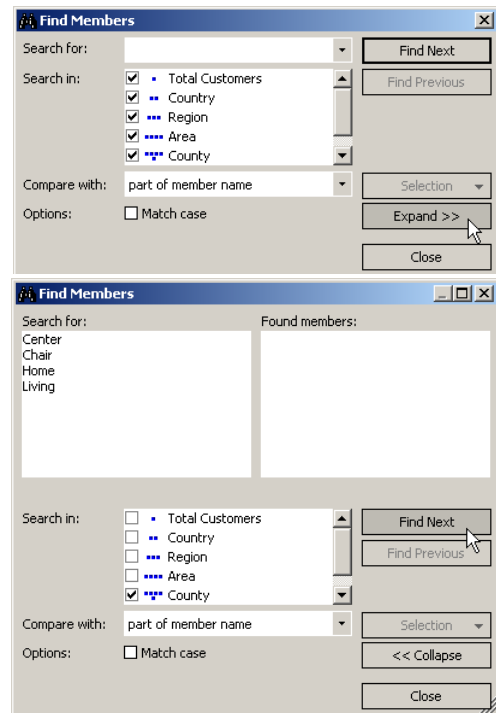 Find Members
Search for: Find Next
Search in: Total Customers Find Previous
Country
Region
Area
County
Compare with: part of member name Selection
Options: Match case Expand >>
Close
Find Members
Search for: Found members:
Center
Chair
Home
Living
Search in: Total Customers Find Next
Country
Region Find Previous
Area
County
Compare with: part of member name Selection
Options: Match case << Collapse
Close